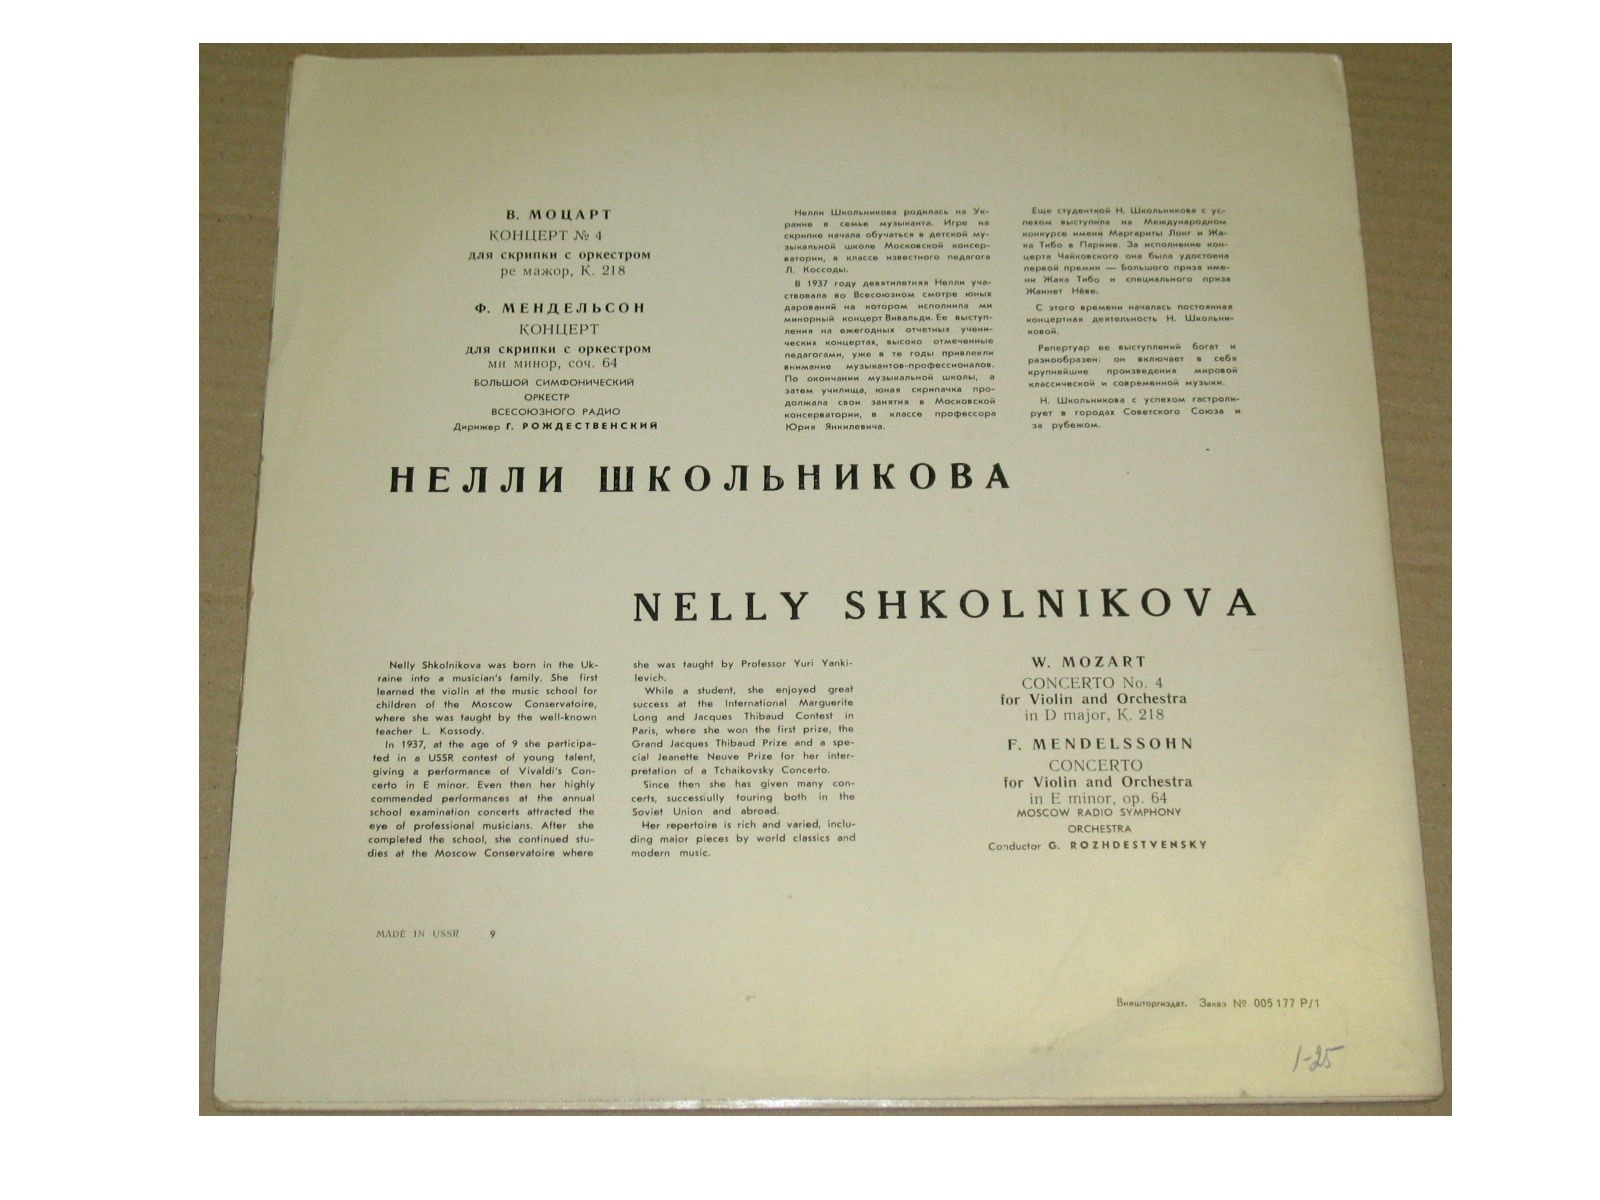 В. МОЦАРТ
КОНЦЕРТ № 4
для скрипки с оркестром
ре мажор, К. 218
Ф. МЕНДЕЛЬСОН
КОНЦЕРТ
для скрипки с оркестром
ми минор, соч. 64
БОЛЬШОЙ СИМФОНИЧЕСКИЙ
ОРКЕСТР
ВСЕСОЮЗНОГО РАДИО
Дирижер Г. РОЖДЕСТВЕНСКИЙ
Нелли Школьникова родилась на Ук-
раине в семье музыканта. Игре на
скрипке начала обучаться в детской му-
зыкальной школе Московской консер-
ватории, в классе известного педагога
Л. Коссоды.
В 1937 году девятилетняя Нелли уча-
ствовала во Всесоюзном смотре юных
дарований на котором исполнила ми
минорный концерт Вивальди. Ее выступ-
ления на ежегодных отчетных учени-
ческих концертах, высоко отмеченные
педагогами, уже в те годы привлекли
внимание музыкантов-профессионалов.
По окончании музыкальной школы, а
затем училища, юная скрипачка про-
должала свои занятия в Московской
консерватории, в классе профессора
Юрия Янкилевича.
Еще студенткой Н. Школьникова с ус-
пехом выступила на Международном
конкурсе имени Маргариты Лонг и Жа-
ка Тибо в Париже. За исполнение кон-
церта Чайковского она была удостоена
первой премии — Большого приза име-
ни Жака Тибо и специального приза
Жаннет Нёве.
С этого времени началась постоянная
концертная деятельность Н. Школьни-
ковой.
Репертуар ее выступлений богат и
разнообразен: он включает в себя
крупнейшие произведения мировой
классической и современной музыки.
Н. Школьникова с успехом гастроли-
рует в городах Советского Союза и
за рубежом.
НЕЛЛИ ШКОЛЬНИКОВА
NELLY SHKOLNIKOVA
Nelly Shkolnikova was born in the Uk-
raine into a musician's family. She first
learned the violin at the music school for
children of the Moscow Conservatoire,
where she was taught by the well-known
teacher L. Kossody.
In 1937, at the age of 9 she participa-
ted in a USSR contest of young talent,
giving a performance of Vivaldi's Con-
certo in E minor. Even then her highly
commended performances at the annual
school examination concerts attracted the
eye of professional musicians. After she
completed the school, she continued stu-
dies at the Moscow Conservatoire where
she was taught by Professor Yuri Yanki-
levich.
While a student, she enjoyed great
success at the International Marguerite
Long and Jacques Thibaud Contest in
Paris, where she won the first prize, the
Grand Jacques Thibaud Prize and a spe-
cial Jeanette Neuve Prize for her inter-
pretation of a Tchaikovsky Concerto.
Since then she has given many con-
certs, successfully touring both in the
Soviet Union and abroad.
Her repertoire is rich and varied, inclu-
ding major pieces by world classics and
modern music.
W. MOZART
CONCERTO No. 4
for Violin and Orchestra
in D major, K. 218
F. MENDELSSOHN
CONCERTO
for Violin and Orchestra
in E minor, op. 64
MOSCOW RADIO SYMPHONY
ORCHESTRA
Conductor G. ROZHDESTVENSKY
MADE IN USSR 9
Внешторгиздат. Заказ № 005177 Р/1
1-25